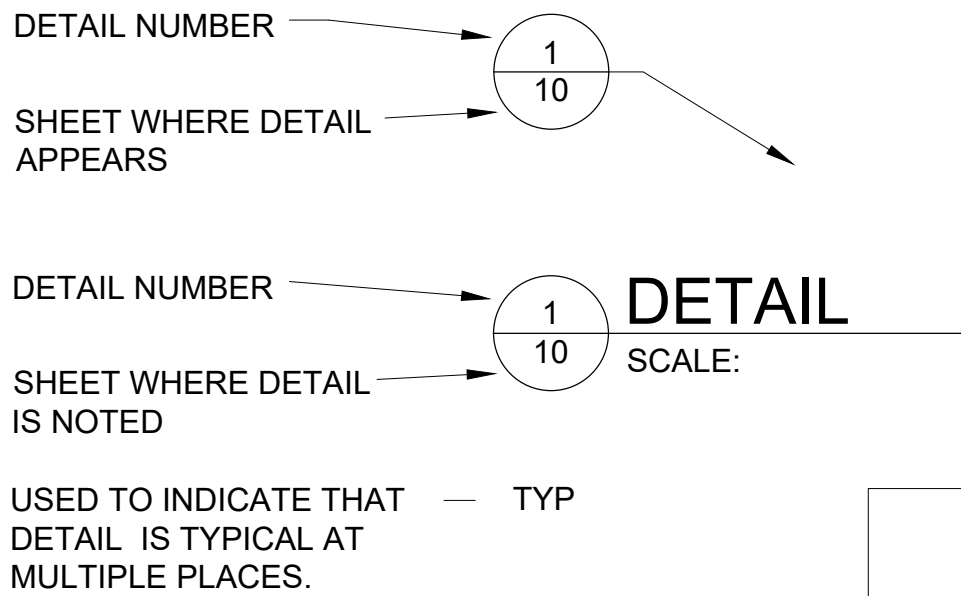 DETAIL NUMBER
1
10
SHEET WHERE DETAIL
APPEARS
DETAIL NUMBER
1
10
DETAIL
SCALE:
SHEET WHERE DETAIL
IS NOTED
USED TO INDICATE THAT — TYP
DETAIL IS TYPICAL AT
MULTIPLE PLACES.